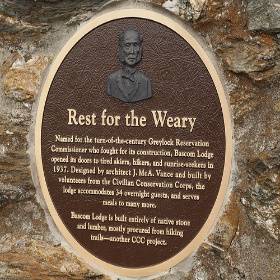 Rest for the Weary
Named for the turn-of-the-century Greylock Reservation
Commissioner who fought for its construction, Bascom Lodge
opened its doors to tired skiers, hikers, and sunrise-seekers in
1937. Designed by architect J. McA. Vance and built by
volunteers from the Civilian Conservation Corps, the
lodge accommodates 34 overnight guests, and serves
meals to many more.
Bascom Lodge is built entirely of native stone
and lumber, mostly procured from hiking
trails—another CCC project.